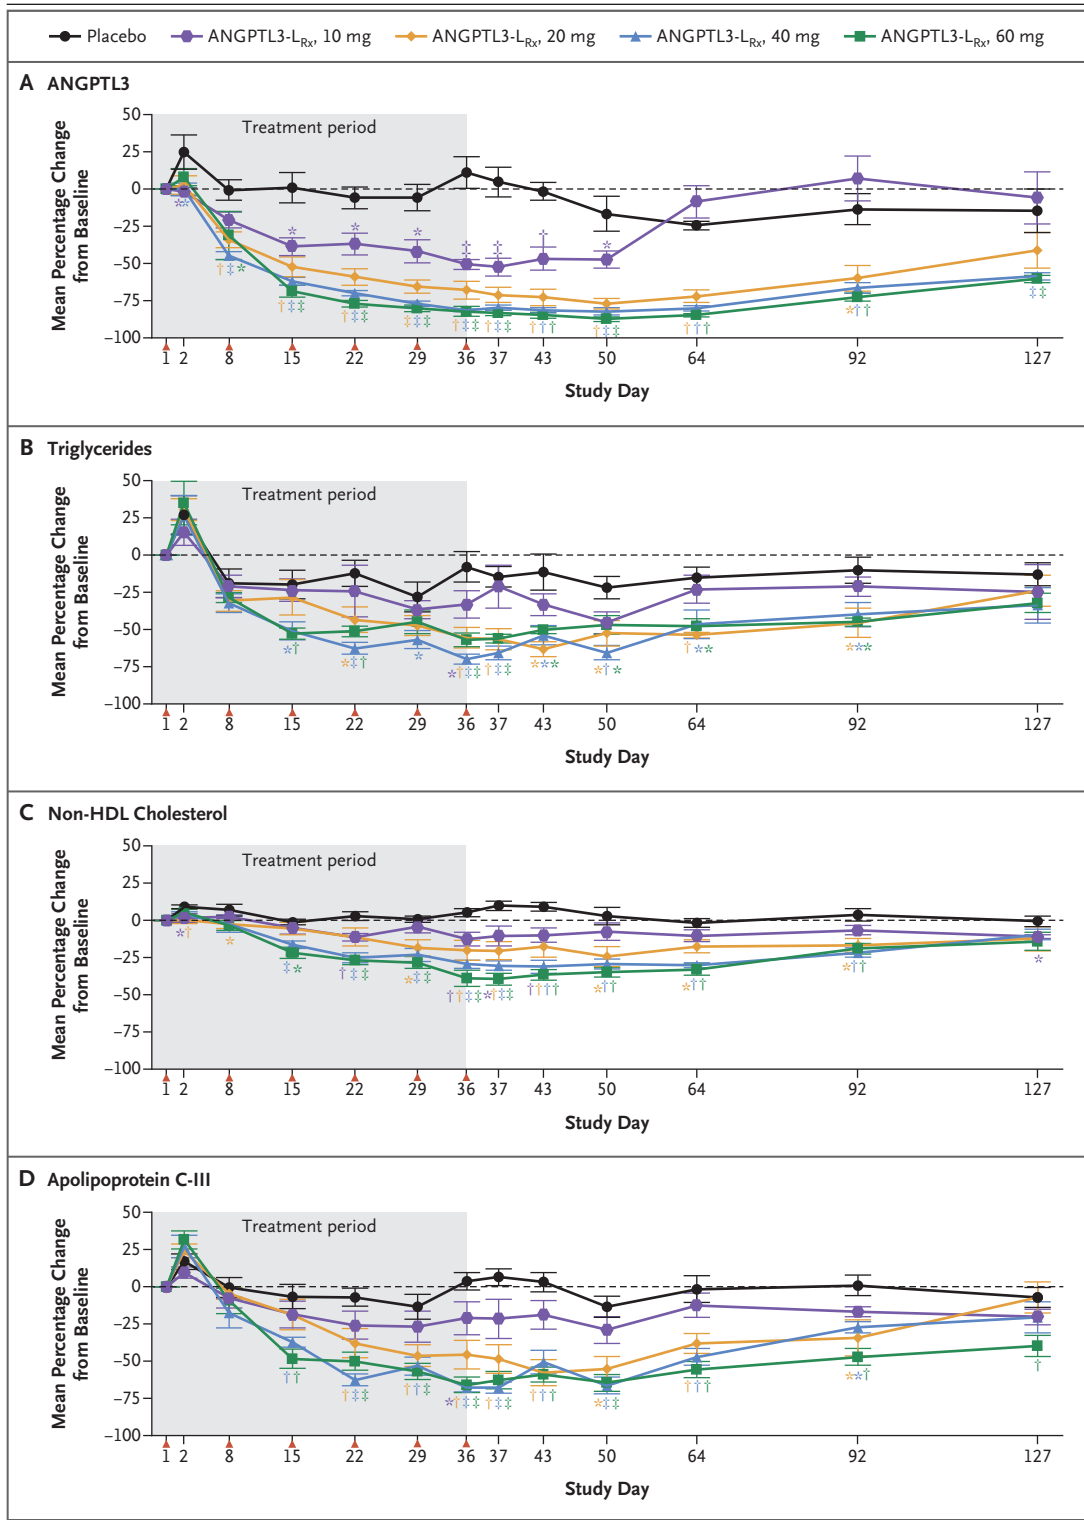 Placebo ANGPTL3-LRx, 10 mg ANGPTL3-LRx, 20 mg ANGPTL3-LRx, 40 mg ANGPTL3-LRx, 60 mg
A ANGPTL3
Mean Percentage Change
from Baseline
Treatment period
50
25
0
−25
−50
−75
−100
* *
† ‡ *
*
† ‡ ‡
*
† ‡ ‡
*
‡ ‡ ‡
‡
† ‡ ‡
‡
† ‡ ‡
†
† † †
*
† ‡ ‡
† † †
* † †
‡ ‡
1 2 8 15 22 29 36 37 43 50 64 92 127
Study Day
B Triglycerides
Mean Percentage Change
from Baseline
Treatment period
50
25
0
−25
−50
−75
−100
* † * ‡ † * * † ‡ ‡ † ‡ ‡ * * * * † * † * * * * *
1 2 8 15 22 29 36 37 43 50 64 92 127
Study Day
C Non-HDL Cholesterol
Mean Percentage Change
from Baseline
Treatment period
50
25
0
−25
−50
−75
−100
* † * ‡ * † ‡ ‡ * ‡ ‡ † † ‡ ‡ * † ‡ ‡ † † † † * † † * † † * † † *
1 2 8 15 22 29 36 37 43 50 64 92 127
Study Day
D Apolipoprotein C-III
Mean Percentage Change
from Baseline
Treatment period
50
25
0
−25
−50
−75
−100
† † † ‡ ‡ † † ‡ * † ‡ ‡ † ‡ ‡ † † † * ‡ ‡ † † † * * † †
1 2 8 15 22 29 36 37 43 50 64 92 127
Study Day